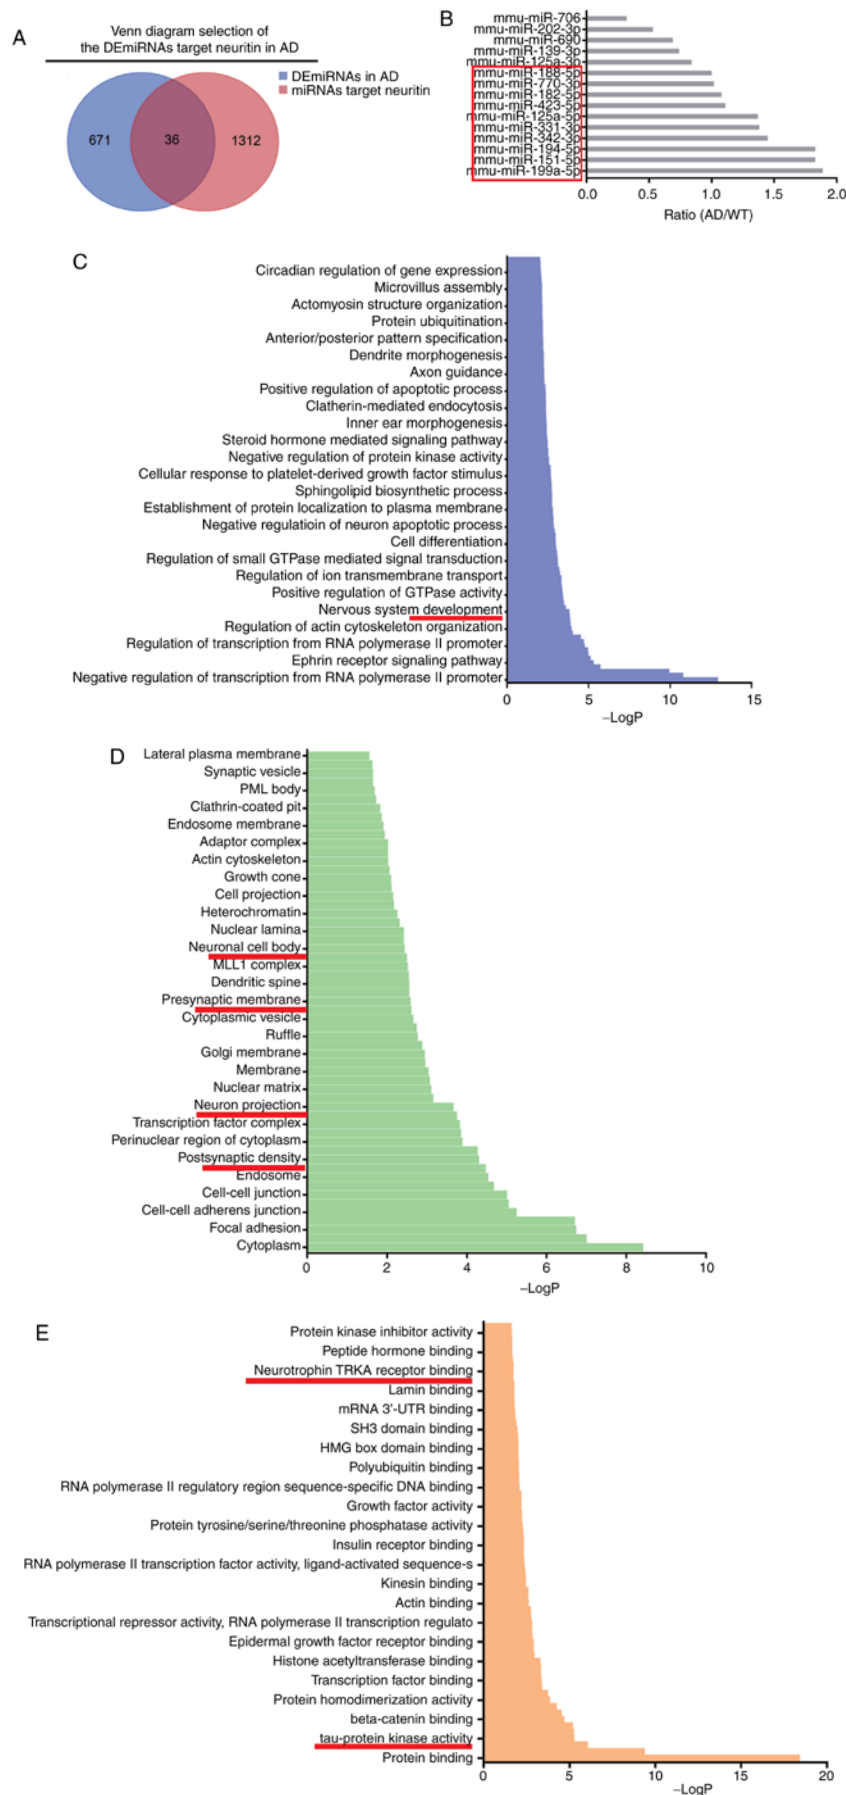 A
Venn diagram selection of
the DEmiRNAs target neuritin in AD
DEmiRNAs in AD
miRNAs target neuritin
671
36
1312
B
mmu-miR-706
mmu-miR-202-3p
mmu-miR-690
mmu-miR-139-3p
mmu-miR-125a-3p
mmu-miR-188-5p
mmu-miR-770-3p
mmu-miR-182-5p
mmu-miR-423-5p
mmu-miR-125a-5p
mmu-miR-331-3p
mmu-miR-342-3p
mmu-miR-194-5p
mmu-miR-151-5p
mmu-miR-199a-5p
0.0 0.5 1.0 1.5 2.0
Ratio (AD/WT)
C
Circadian regulation of gene expression
Microvillus assembly
Actomyosin structure organization
Protein ubiquitination
Anterior/posterior pattern specification
Dendrite morphogenesis
Axon guidance
Positive regulation of apoptotic process
Clatherin-mediated endocytosis
Inner ear morphogenesis
Steroid hormone mediated signaling pathway
Negative regulation of protein kinase activity
Cellular response to platelet-derived growth factor stimulus
Sphingolipid biosynthetic process
Establishment of protein localization to plasma membrane
Negative regulatioin of neuron apoptotic process
Cell differentiation
Regulation of small GTPase mediated signal transduction
Regulation of ion transmembrane transport
Positive regulation of GTPase activity
Nervous system development
Regulation of actin cytoskeleton organization
Regulation of transcription from RNA polymerase II promoter
Ephrin receptor signaling pathway
Negative regulation of transcription from RNA polymerase II promoter
0 5 10 15
–LogP
D
Lateral plasma membrane
Synaptic vesicle
PML body
Clathrin-coated pit
Endosome membrane
Adaptor complex
Actin cytoskeleton
Growth cone
Cell projection
Heterochromatin
Nuclear lamina
Neuronal cell body
MLL1 complex
Dendritic spine
Presynaptic membrane
Cytoplasmic vesicle
Ruffle
Golgi membrane
Membrane
Nuclear matrix
Neuron projection
Transcription factor complex
Perinuclear region of cytoplasm
Postsynaptic density
Endosome
Cell-cell junction
Cell-cell adherens junction
Focal adhesion
Cytoplasm
0 2 4 6 8 10
–LogP
E
Protein kinase inhibitor activity
Peptide hormone binding
Neurotrophin TRKA receptor binding
Lamin binding
mRNA 3'-UTR binding
SH3 domain binding
HMG box domain binding
Polyubiquitin binding
RNA polymerase II regulatory region sequence-specific DNA binding
Growth factor activity
Protein tyrosine/serine/threonine phosphatase activity
Insulin receptor binding
RNA polymerase II transcription factor activity, ligand-activated sequence-s
Kinesin binding
Actin binding
Transcriptional repressor activity, RNA polymerase II transcription regulato
Epidermal growth factor receptor binding
Histone acetyltransferase binding
Transcription factor binding
Protein homodimerization activity
beta-catenin binding
tau-protein kinase activity
Protein binding
0 5 10 15 20
–LogP